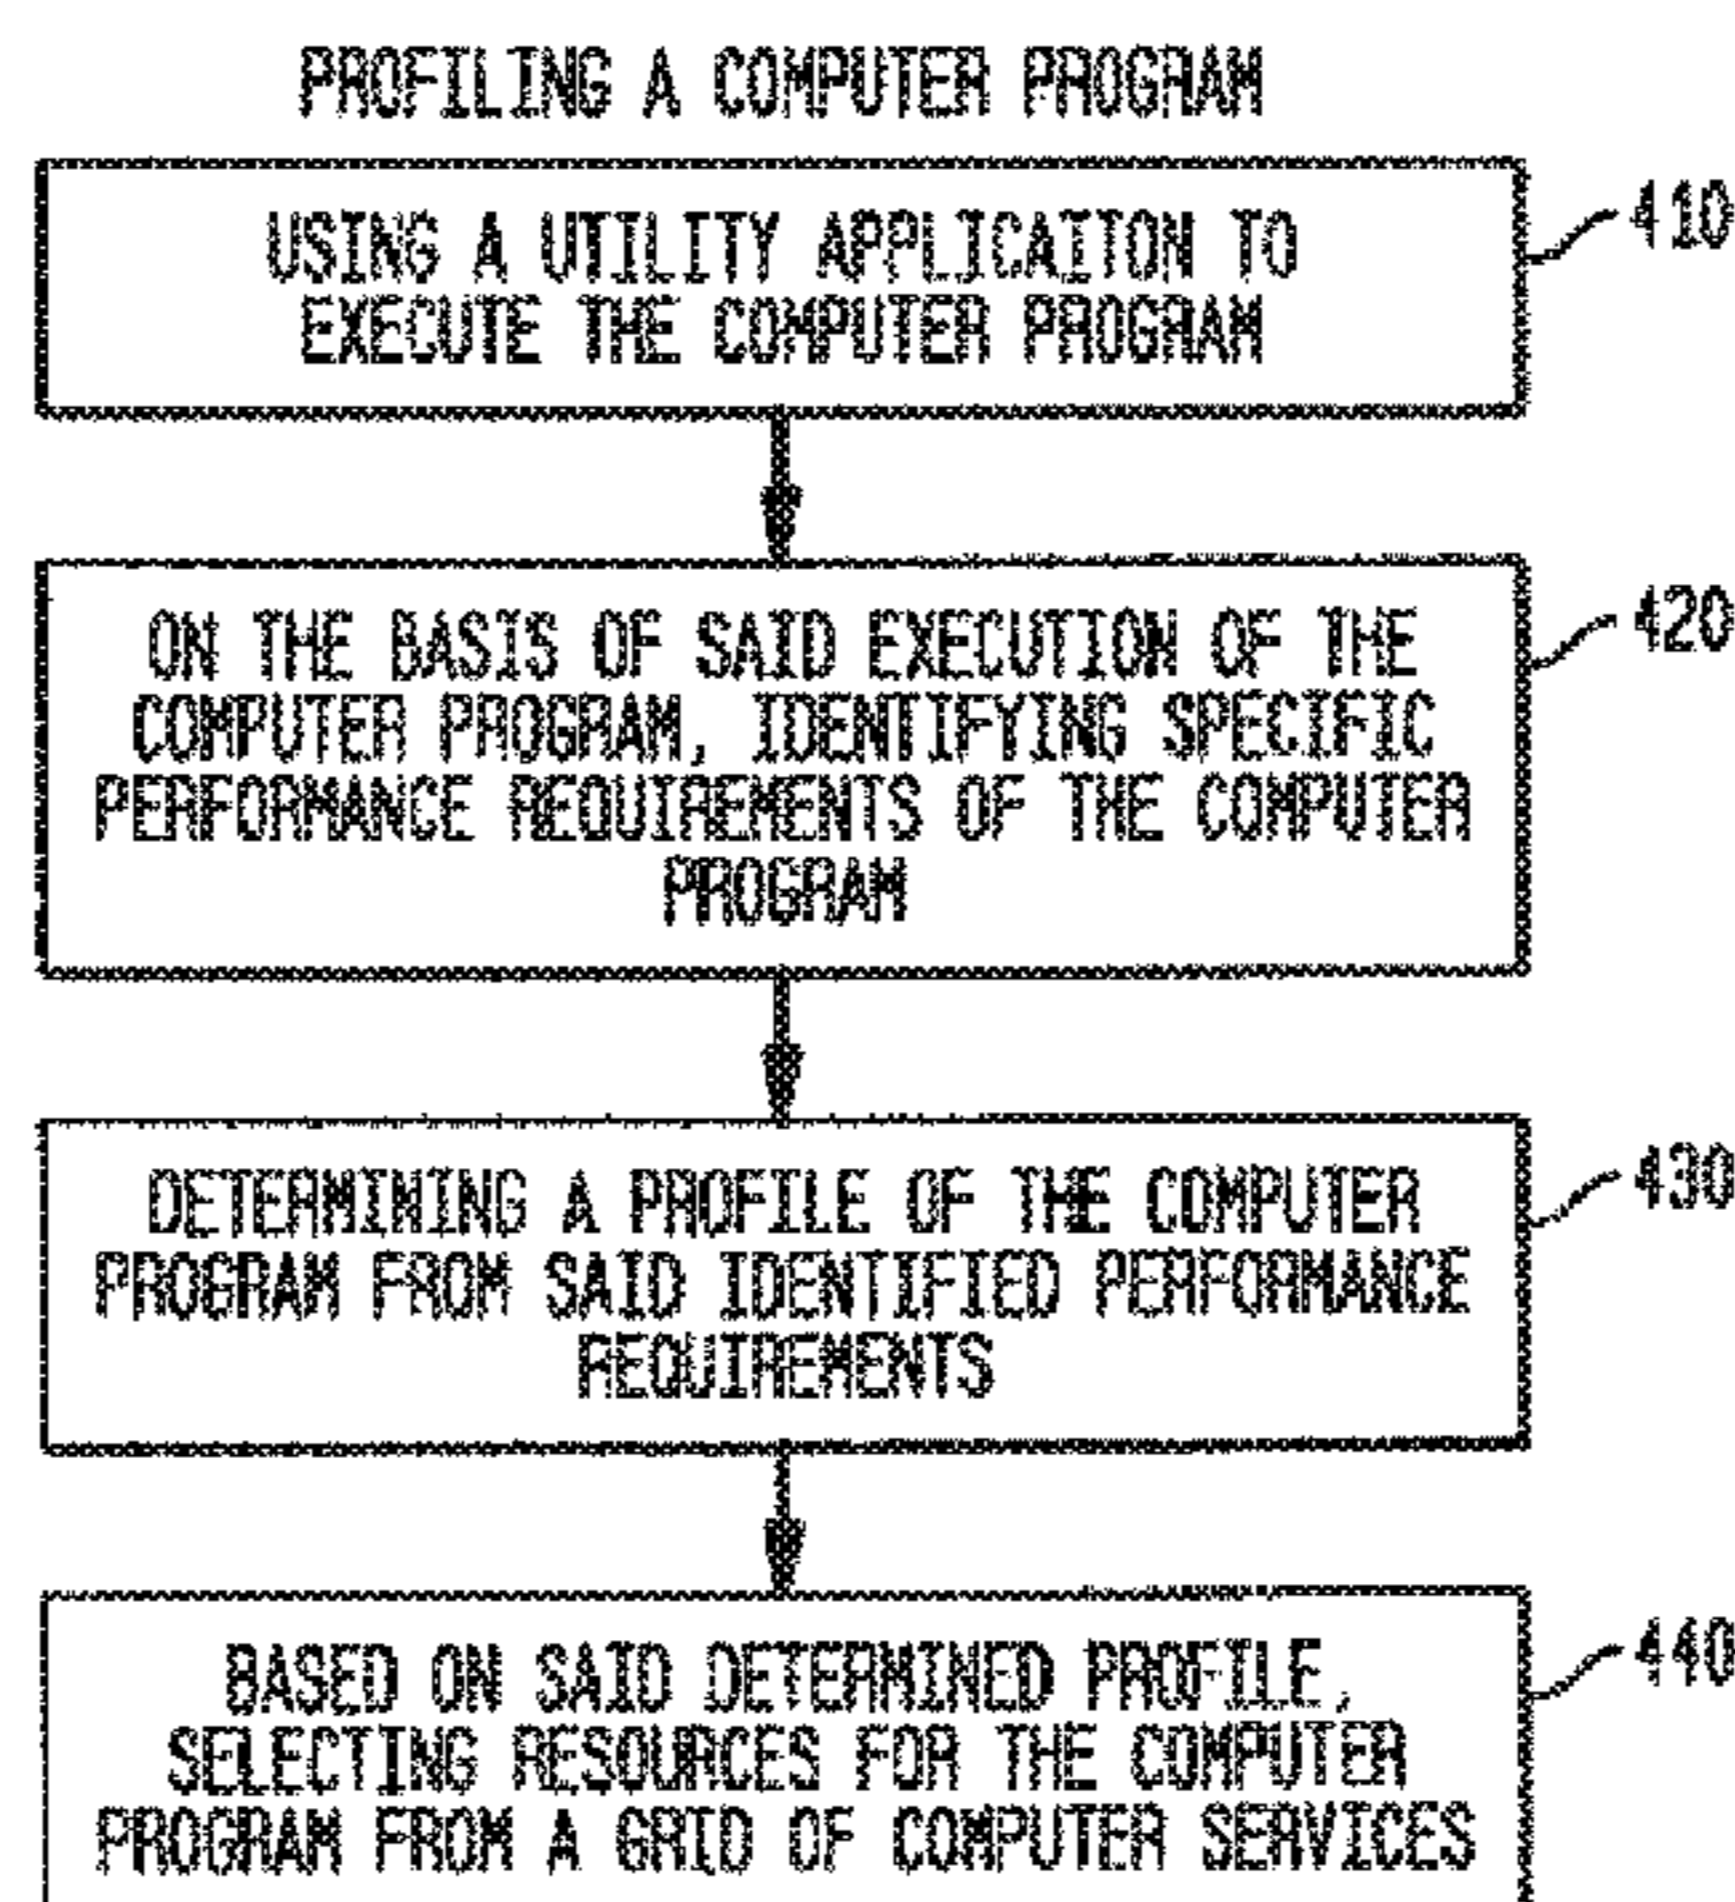 PROFILING A COMPUTER PROGRAM
USING A UTILITY APPLICAITON TO
EXECUTE THE COMPUTER PROGRAM
410
ON THE BASIS OF SAID EXECUTION OF THE
COMPUTER PROGRAM, IDENTIFYING SPECIFIC
PERFORMANCE REQUIREMENTS OF THE COMPUTER
PROGRAM
420
DETERMINING A PROFILE OF THE COMPUTER
PROGRAM FROM SAID IDENTIFIED PERFORMANCE
REQUIREMENTS
430
BASED ON SAID DETERMINED PROFILE,
SELECTING RESOURCES FOR THE COMPUTER
PROGRAM FROM A GRID OF COMPUTER SERVICES
440